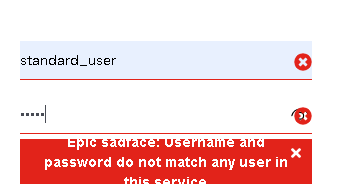 standard_user
•••••
Epic sadface: Username and
password do not match any user in
this service